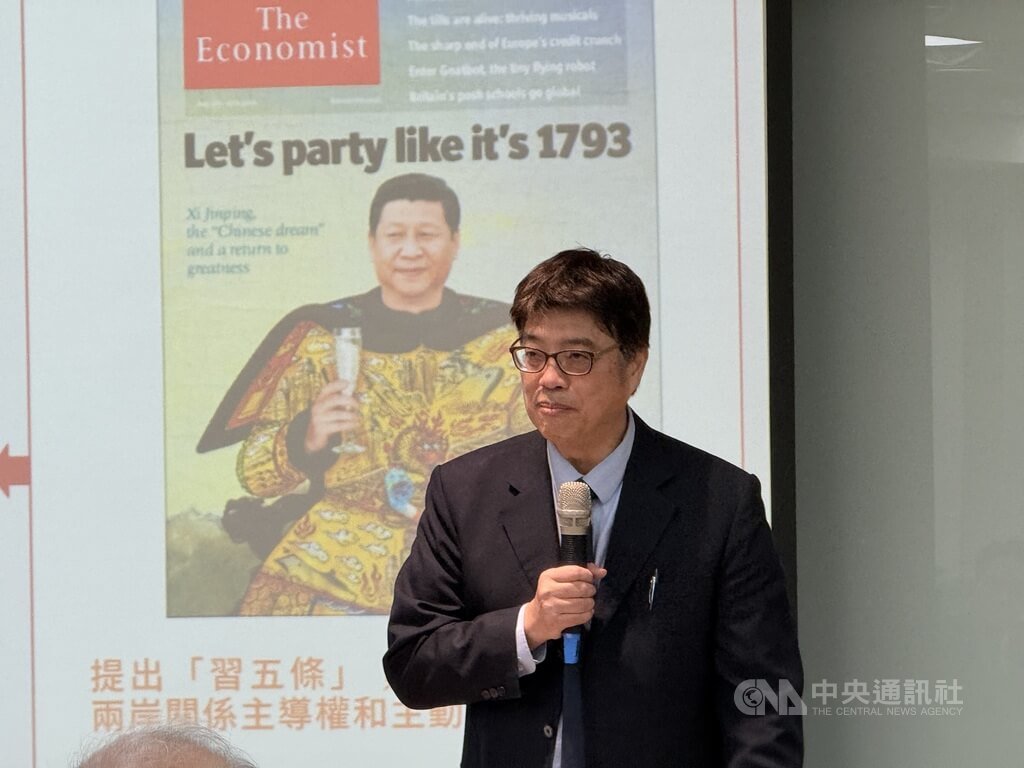 The
Economist
The tills are alive: thriving musicals
The sharp end of Europe's credit crunch
Enter Gnatbot, the tiny flying robot
Britain's posh schools go global
Let's party like it's 1793
Xi Jinping,
the "Chinese dream"
and a return to
greatness
提出「習五條」
兩岸關係主導權和主動
CNA 中央通訊社
THE CENTRAL NEWS AGENCY